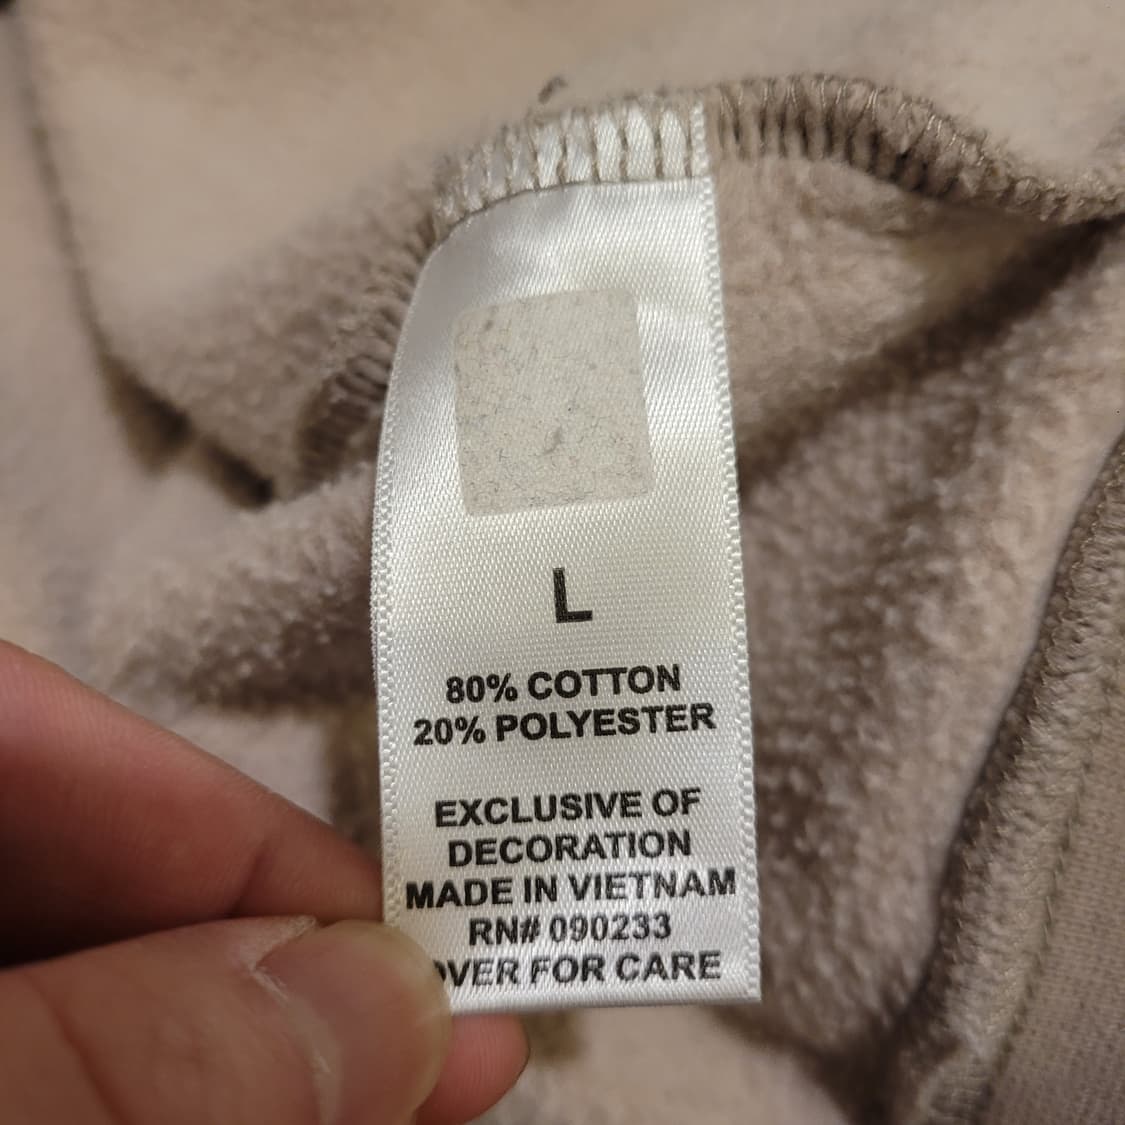 L
80% COTTON
20% POLYESTER
EXCLUSIVE OF
DECORATION
MADE IN VIETNAM
RN# 090233
OVER FOR CARE